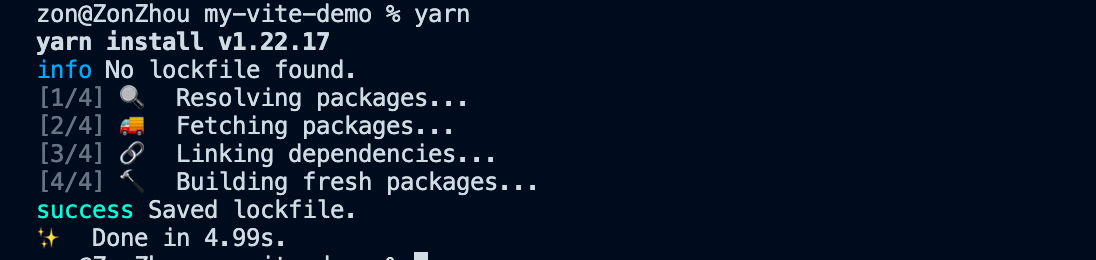 zon@ZonZhou my-vite-demo % yarn
yarn install v1.22.17
info No lockfile found.
[1/4] 🔍 Resolving packages...
[2/4] 🚚 Fetching packages...
[3/4] 🔗 Linking dependencies...
[4/4] 🔨 Building fresh packages...
success Saved lockfile.
✨ Done in 4.99s.